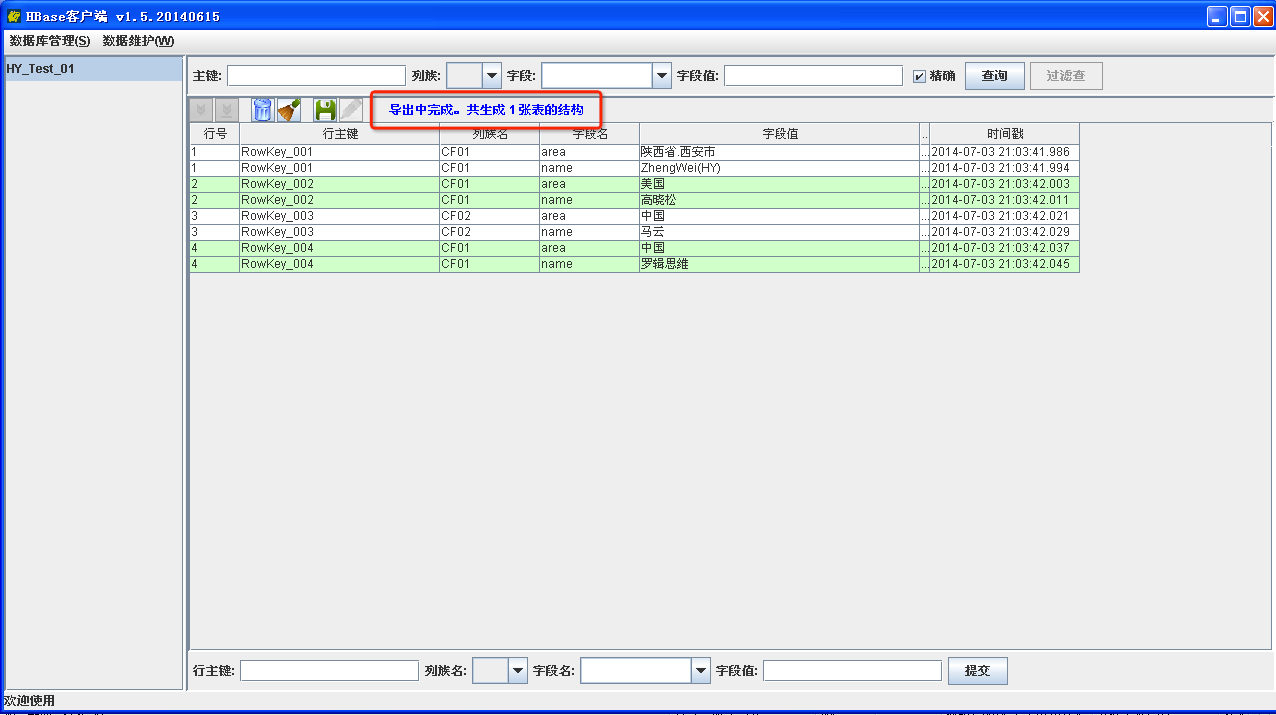 HBase客户端 v1.5.20140615
数据库管理(S) 数据维护(W)
HY_Test_01
主键: 列族: 字段: 字段值: 精确 查询 过滤查
导出中完成。共生成 1 张表的结构
行号 行主键 列族名 字段名 字段值 .. 时间戳
1 RowKey_001 CF01 area 陕西省.西安市 ... 2014-07-03 21:03:41.986
1 RowKey_001 CF01 name ZhengWei(HY) ... 2014-07-03 21:03:41.994
2 RowKey_002 CF01 area 美国 ... 2014-07-03 21:03:42.003
2 RowKey_002 CF01 name 高晓松 ... 2014-07-03 21:03:42.011
3 RowKey_003 CF02 area 中国 ... 2014-07-03 21:03:42.021
3 RowKey_003 CF02 name 马云 ... 2014-07-03 21:03:42.029
4 RowKey_004 CF01 area 中国 ... 2014-07-03 21:03:42.037
4 RowKey_004 CF01 name 罗辑思維 ... 2014-07-03 21:03:42.045
行主键: 列族名: 字段名: 字段值: 提交
欢迎使用